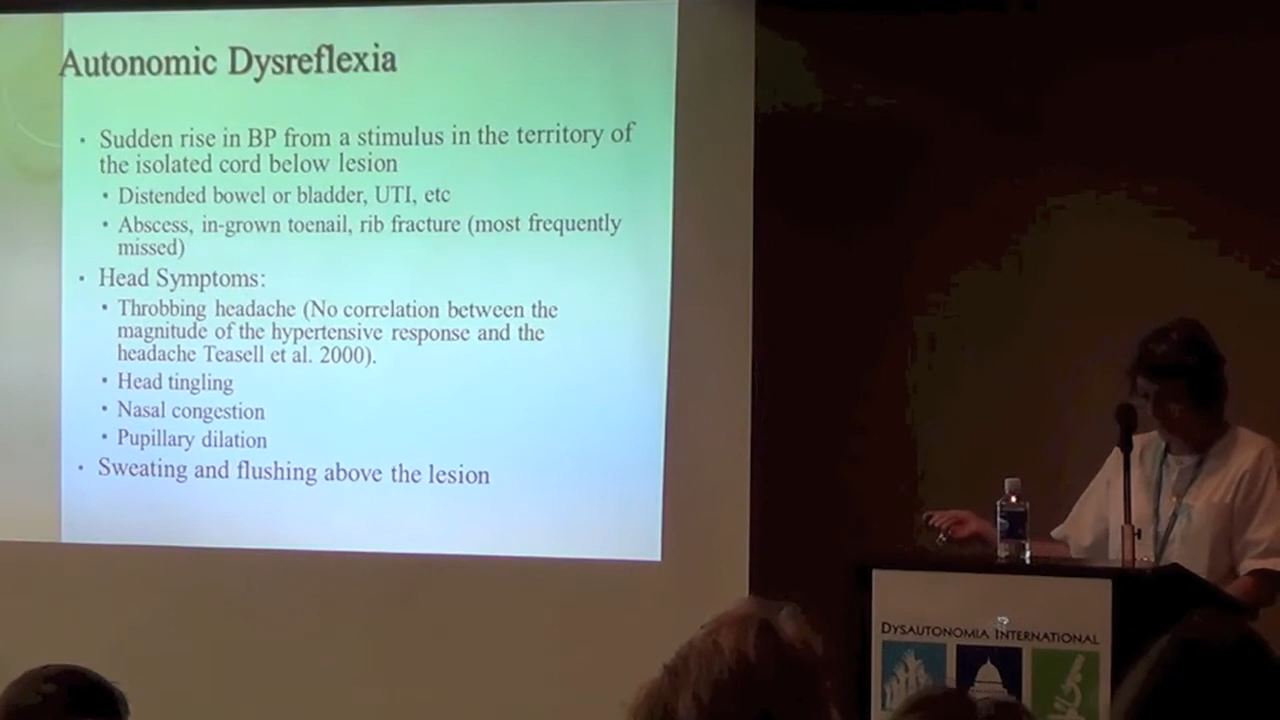 Autonomic Dysreflexia
• Sudden rise in BP from a stimulus in the territory of
the isolated cord below lesion
• Distended bowel or bladder, UTI, etc
• Abscess, in-grown toenail, rib fracture (most frequently
missed)
• Head Symptoms:
• Throbbing headache (No correlation between the
magnitude of the hypertensive response and the
headache Teasell et al. 2000).
• Head tingling
• Nasal congestion
• Pupillary dilation
• Sweating and flushing above the lesion
DYSAUTONOMIA INTERNATIONAL